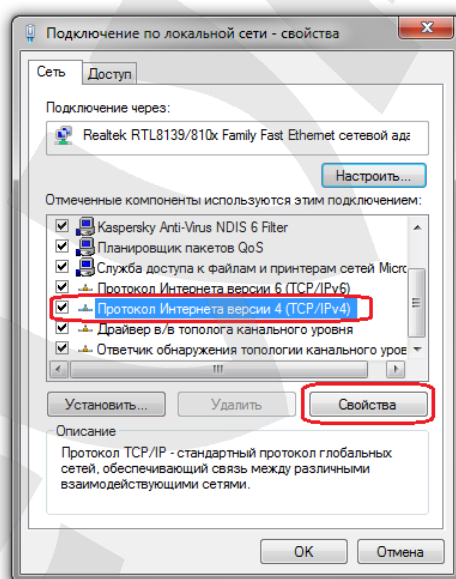 Подключение по локальной сети - свойства
Сеть Доступ
Подключение через:
Realtek RTL8139/810x Family Fast Ethernet сетевой ада
Настроить...
Отмеченные компоненты используются этим подключением:
Kaspersky Anti-Virus NDIS 6 Filter
Планировщик пакетов QoS
Служба доступа к файлам и принтерам сетей Micro
Протокол Интернета версии 6 (TCP/IPv6)
Протокол Интернета версии 4 (TCP/IPv4)
Драйвер в/в тополога канального уровня
Ответчик обнаружения топологии канального уров
Установить... Удалить Свойства
Описание
Протокол TCP/IP - стандартный протокол глобальных
сетей, обеспечивающий связь между различными
взаимодействующими сетями.
OK Отмена